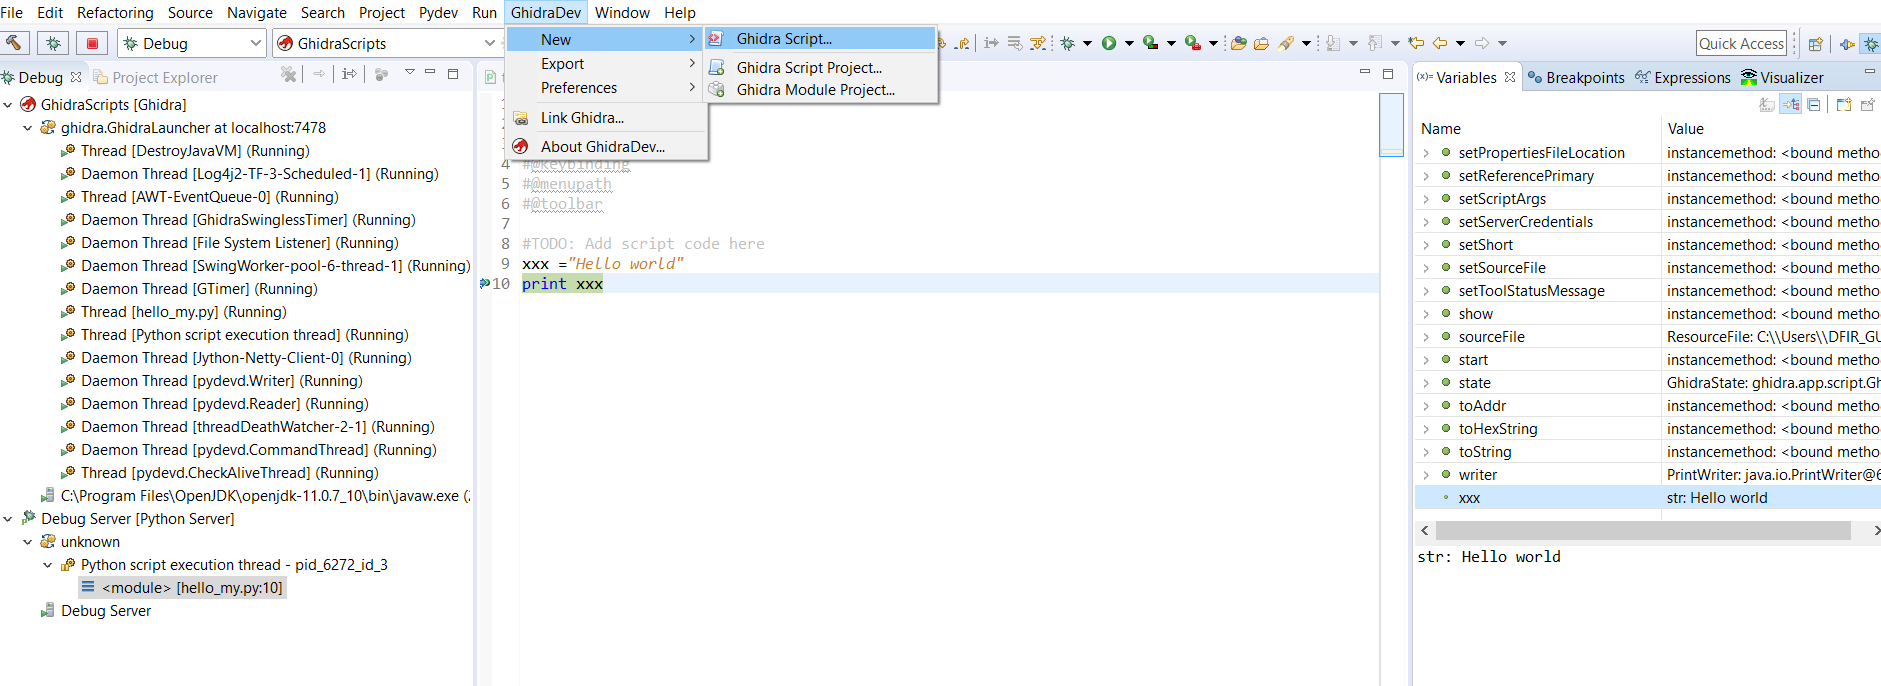 File Edit Refactoring Source Navigate Search Project Pydev Run GhidraDev Window Help
Debug GhidraScripts Quick Access
New Ghidra Script...
Export Ghidra Script Project...
Preferences Ghidra Module Project...
Link Ghidra...
About GhidraDev...
Debug Project Explorer
GhidraScripts [Ghidra]
ghidra.GhidraLauncher at localhost:7478
Thread [DestroyJavaVM] (Running)
Daemon Thread [Log4j2-TF-3-Scheduled-1] (Running)
Thread [AWT-EventQueue-0] (Running)
Daemon Thread [GhidraSwinglessTimer] (Running)
Daemon Thread [File System Listener] (Running)
Daemon Thread [SwingWorker-pool-6-thread-1] (Running)
Daemon Thread [GTimer] (Running)
Thread [hello_my.py] (Running)
Thread [Python script execution thread] (Running)
Daemon Thread [Jython-Netty-Client-0] (Running)
Daemon Thread [pydevd.Writer] (Running)
Daemon Thread [pydevd.Reader] (Running)
Daemon Thread [threadDeathWatcher-2-1] (Running)
Daemon Thread [pydevd.CommandThread] (Running)
Thread [pydevd.CheckAliveThread] (Running)
C:\Program Files\OpenJDK\openjdk-11.0.7_10\bin\javaw.exe
Debug Server [Python Server]
unknown
Python script execution thread - pid_6272_id_3
<module> [hello_my.py:10]
Debug Server
4 #@keybinding
5 #@menupath
6 #@toolbar
7
8 #TODO: Add script code here
9 xxx ="Hello world"
10 print xxx
(x)= Variables Breakpoints Expressions Visualizer
Name Value
setPropertiesFileLocation instancemethod: <bound metho
setReferencePrimary instancemethod: <bound metho
setScriptArgs instancemethod: <bound metho
setServerCredentials instancemethod: <bound metho
setShort instancemethod: <bound metho
setSourceFile instancemethod: <bound metho
setToolStatusMessage instancemethod: <bound metho
show instancemethod: <bound metho
sourceFile ResourceFile: C:\\Users\\DFIR_GU
start instancemethod: <bound metho
state GhidraState: ghidra.app.script.Gh
toAddr instancemethod: <bound metho
toHexString instancemethod: <bound metho
toString instancemethod: <bound metho
writer PrintWriter: java.io.PrintWriter@6
xxx str: Hello world
str: Hello world